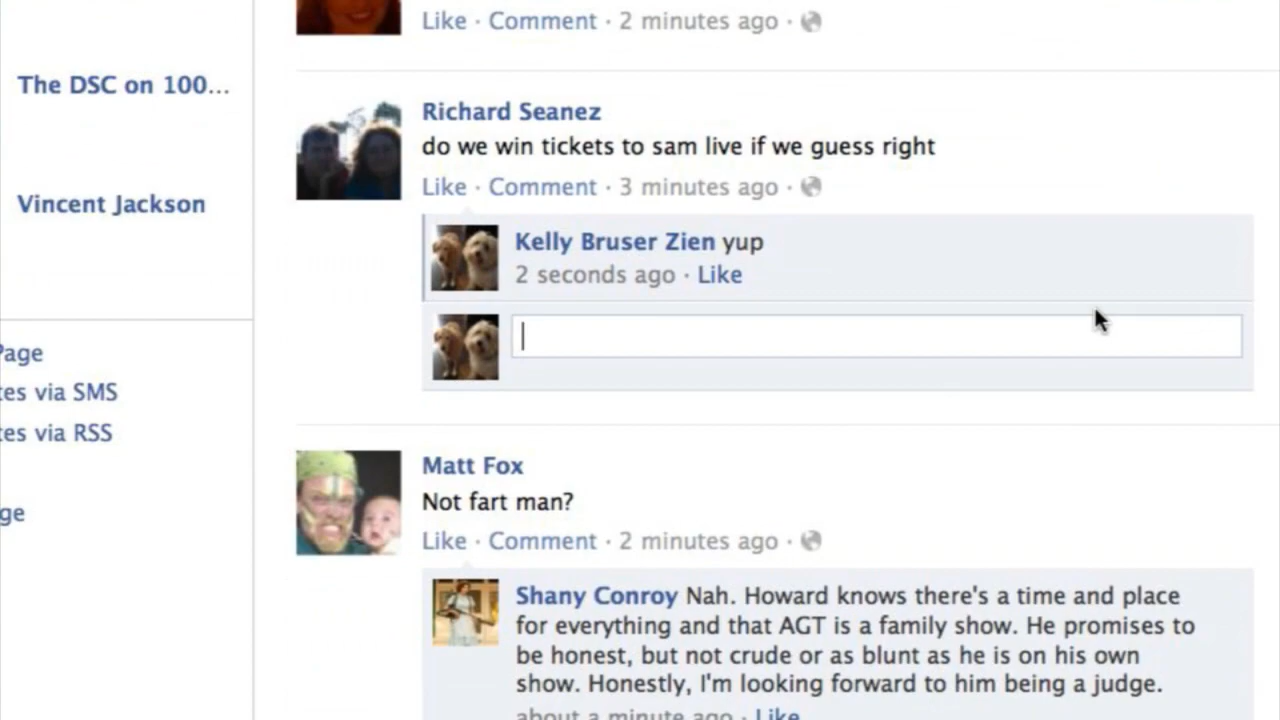 Like · Comment · 2 minutes ago ·
The DSC on 100...
Vincent Jackson
Page
tes via SMS
tes via RSS
ge
Richard Seanez
do we win tickets to sam live if we guess right
Like · Comment · 3 minutes ago ·
Kelly Bruser Zien yup
2 seconds ago · Like
Matt Fox
Not fart man?
Like · Comment · 2 minutes ago ·
Shany Conroy Nah. Howard knows there's a time and place
for everything and that AGT is a family show. He promises to
be honest, but not crude or as blunt as he is on his own
show. Honestly, I'm looking forward to him being a judge.
about a minute ago · Like